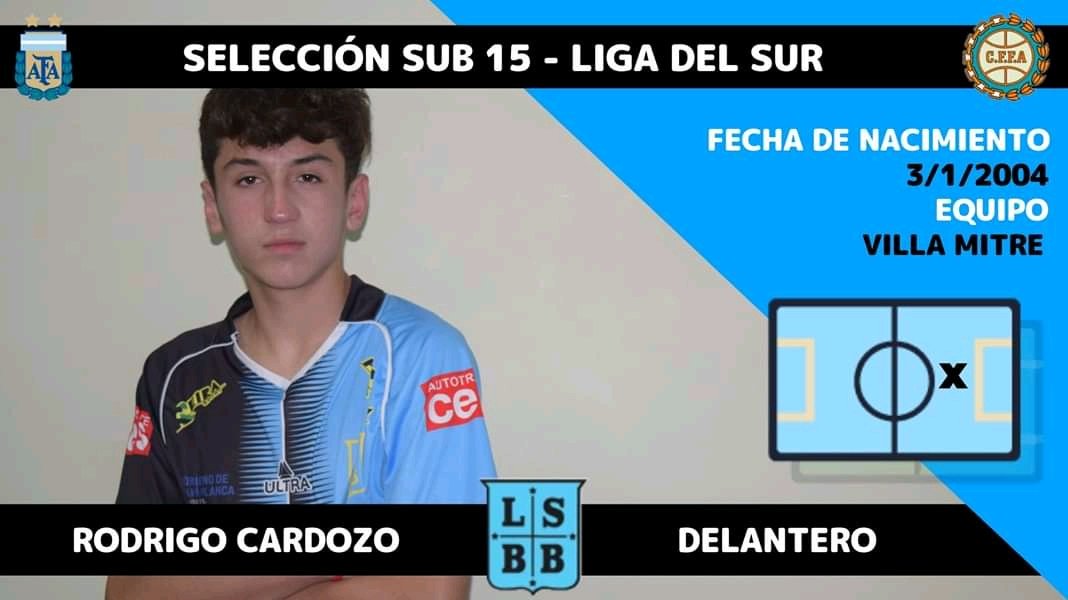 SELECCIÓN SUB 15 - LIGA DEL SUR
AFA
C.F.F.A
FECHA DE NACIMIENTO
3/1/2004
EQUIPO
VILLA MITRE
X
AUTOTR
ce
ULTRA
RODRIGO CARDOZO
L S
B B
DELANTERO